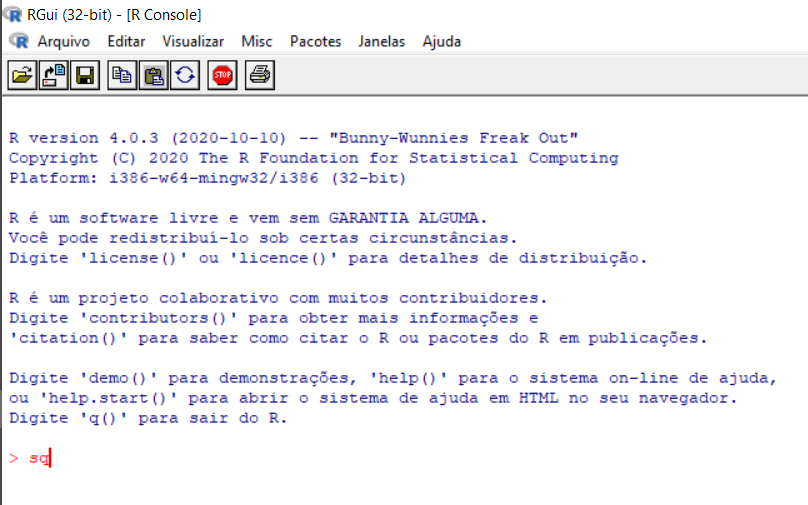 RGui (32-bit) - [R Console]
Arquivo Editar Visualizar Misc Pacotes Janelas Ajuda
STOP
R version 4.0.3 (2020-10-10) -- "Bunny-Wunnies Freak Out"
Copyright (C) 2020 The R Foundation for Statistical Computing
Platform: i386-w64-mingw32/i386 (32-bit)
R é um software livre e vem sem GARANTIA ALGUMA.
Você pode redistribuí-lo sob certas circunstâncias.
Digite 'license()' ou 'licence()' para detalhes de distribuição.
R é um projeto colaborativo com muitos contribuidores.
Digite 'contributors()' para obter mais informações e
'citation()' para saber como citar o R ou pacotes do R em publicações.
Digite 'demo()' para demonstrações, 'help()' para o sistema on-line de ajuda,
ou 'help.start()' para abrir o sistema de ajuda em HTML no seu navegador.
Digite 'q()' para sair do R.
> sq